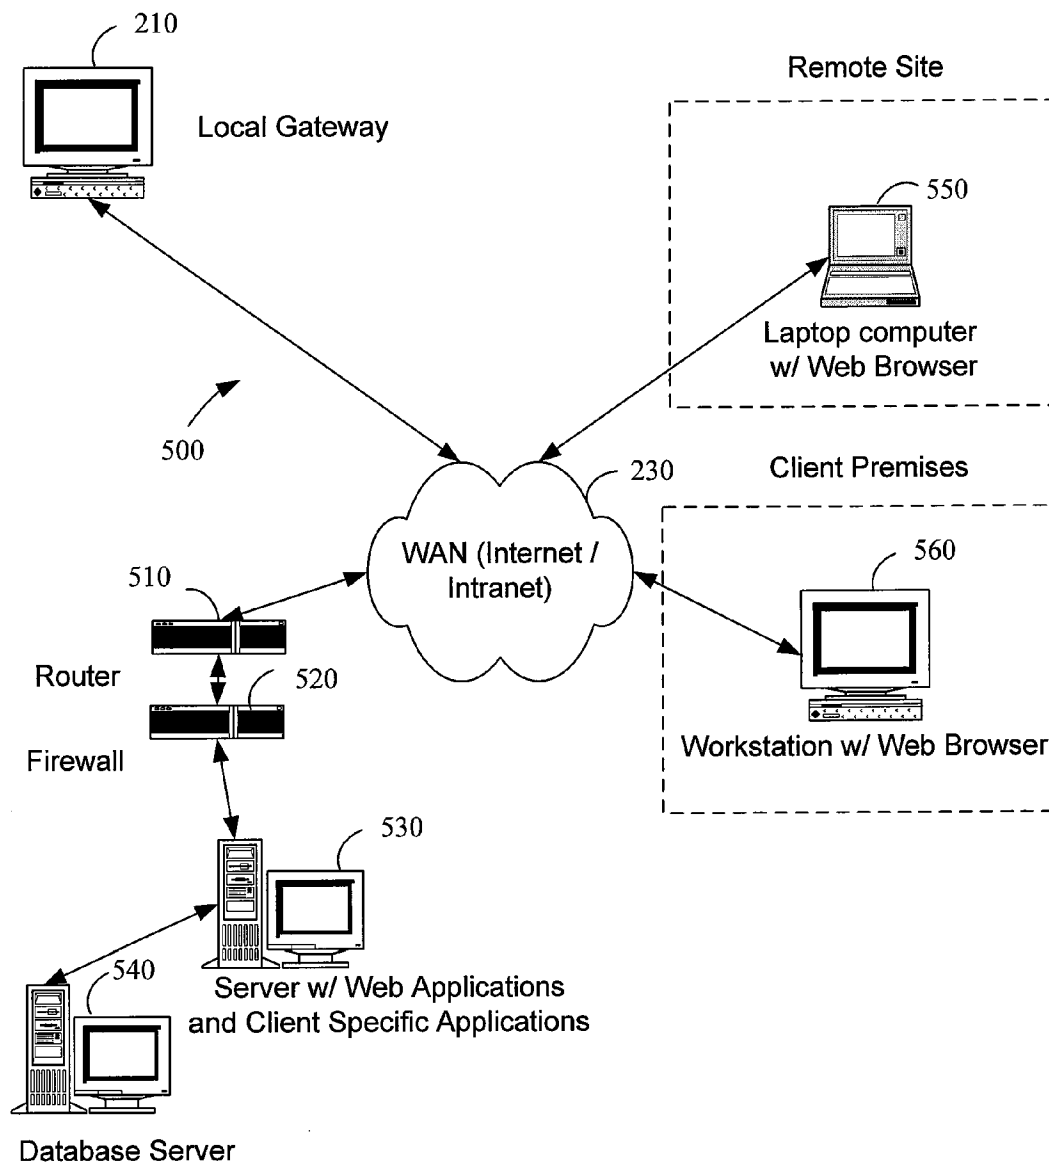 210
Remote Site
Local Gateway
550
Laptop computer
w/ Web Browser
500
230
Client Premises
WAN (Internet /
Intranet)
560
510
Router
520
Firewall
Workstation w/ Web Browser
530
540
Server w/ Web Applications
and Client Specific Applications
Database Server